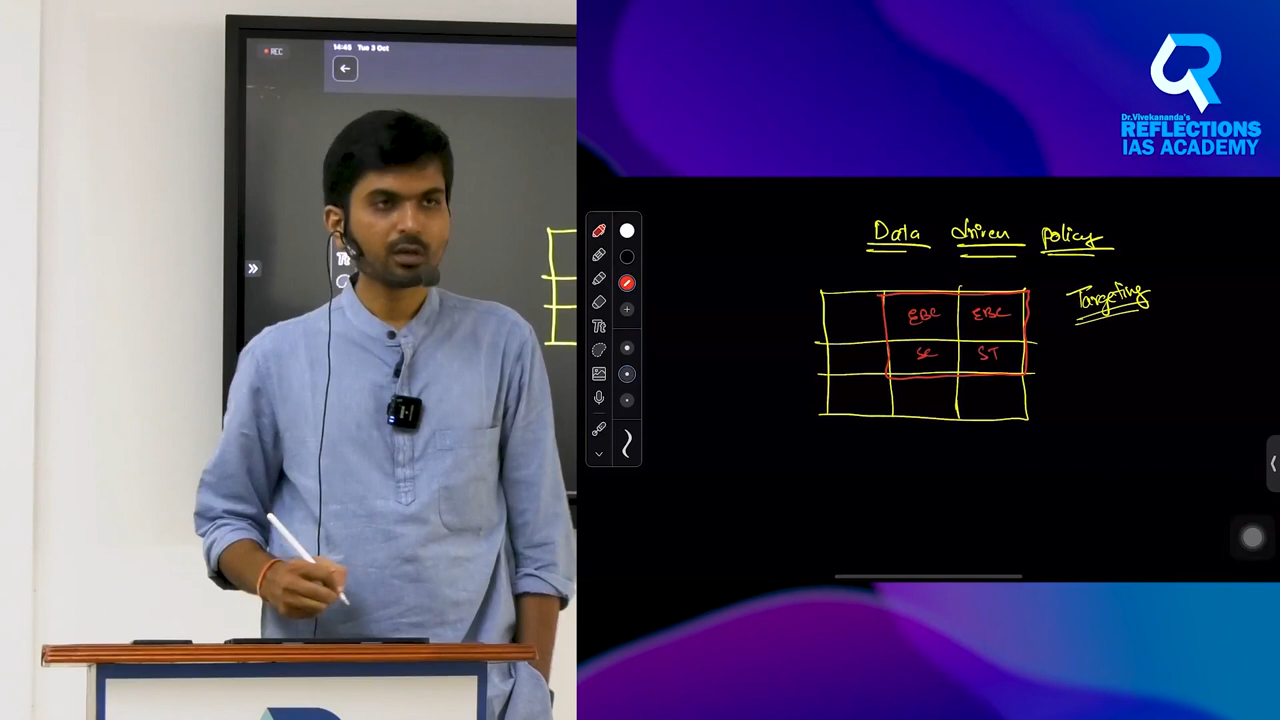 REC
14:45 Tue 3 Oct
Dr.Vivekananda's
REFLECTIONS
IAS ACADEMY
Data driven policy
Targeting
EBC EBC
SC ST
Tt